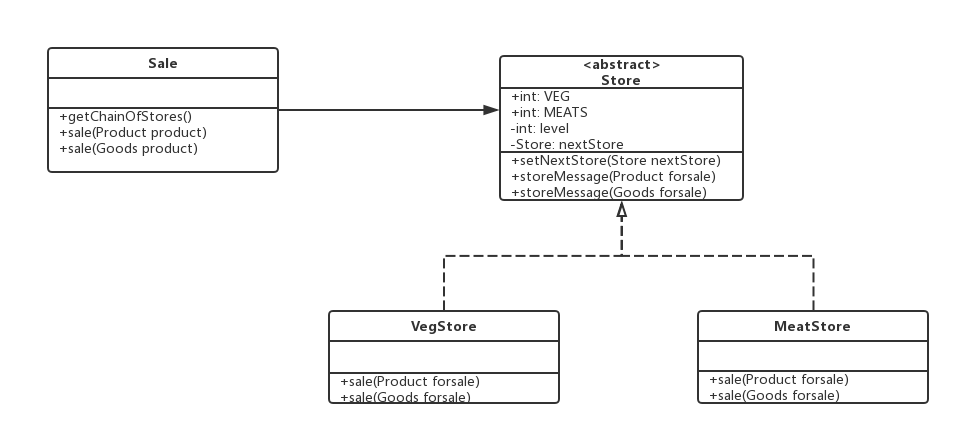 Sale
+getChainOfStores()
+sale(Product product)
+sale(Goods product)
<abstract>
Store
+int: VEG
+int: MEATS
-int: level
-Store: nextStore
+setNextStore(Store nextStore)
+storeMessage(Product forsale)
+storeMessage(Goods forsale)
VegStore
+sale(Product forsale)
+sale(Goods forsale)
MeatStore
+sale(Product forsale)
+sale(Goods forsale)